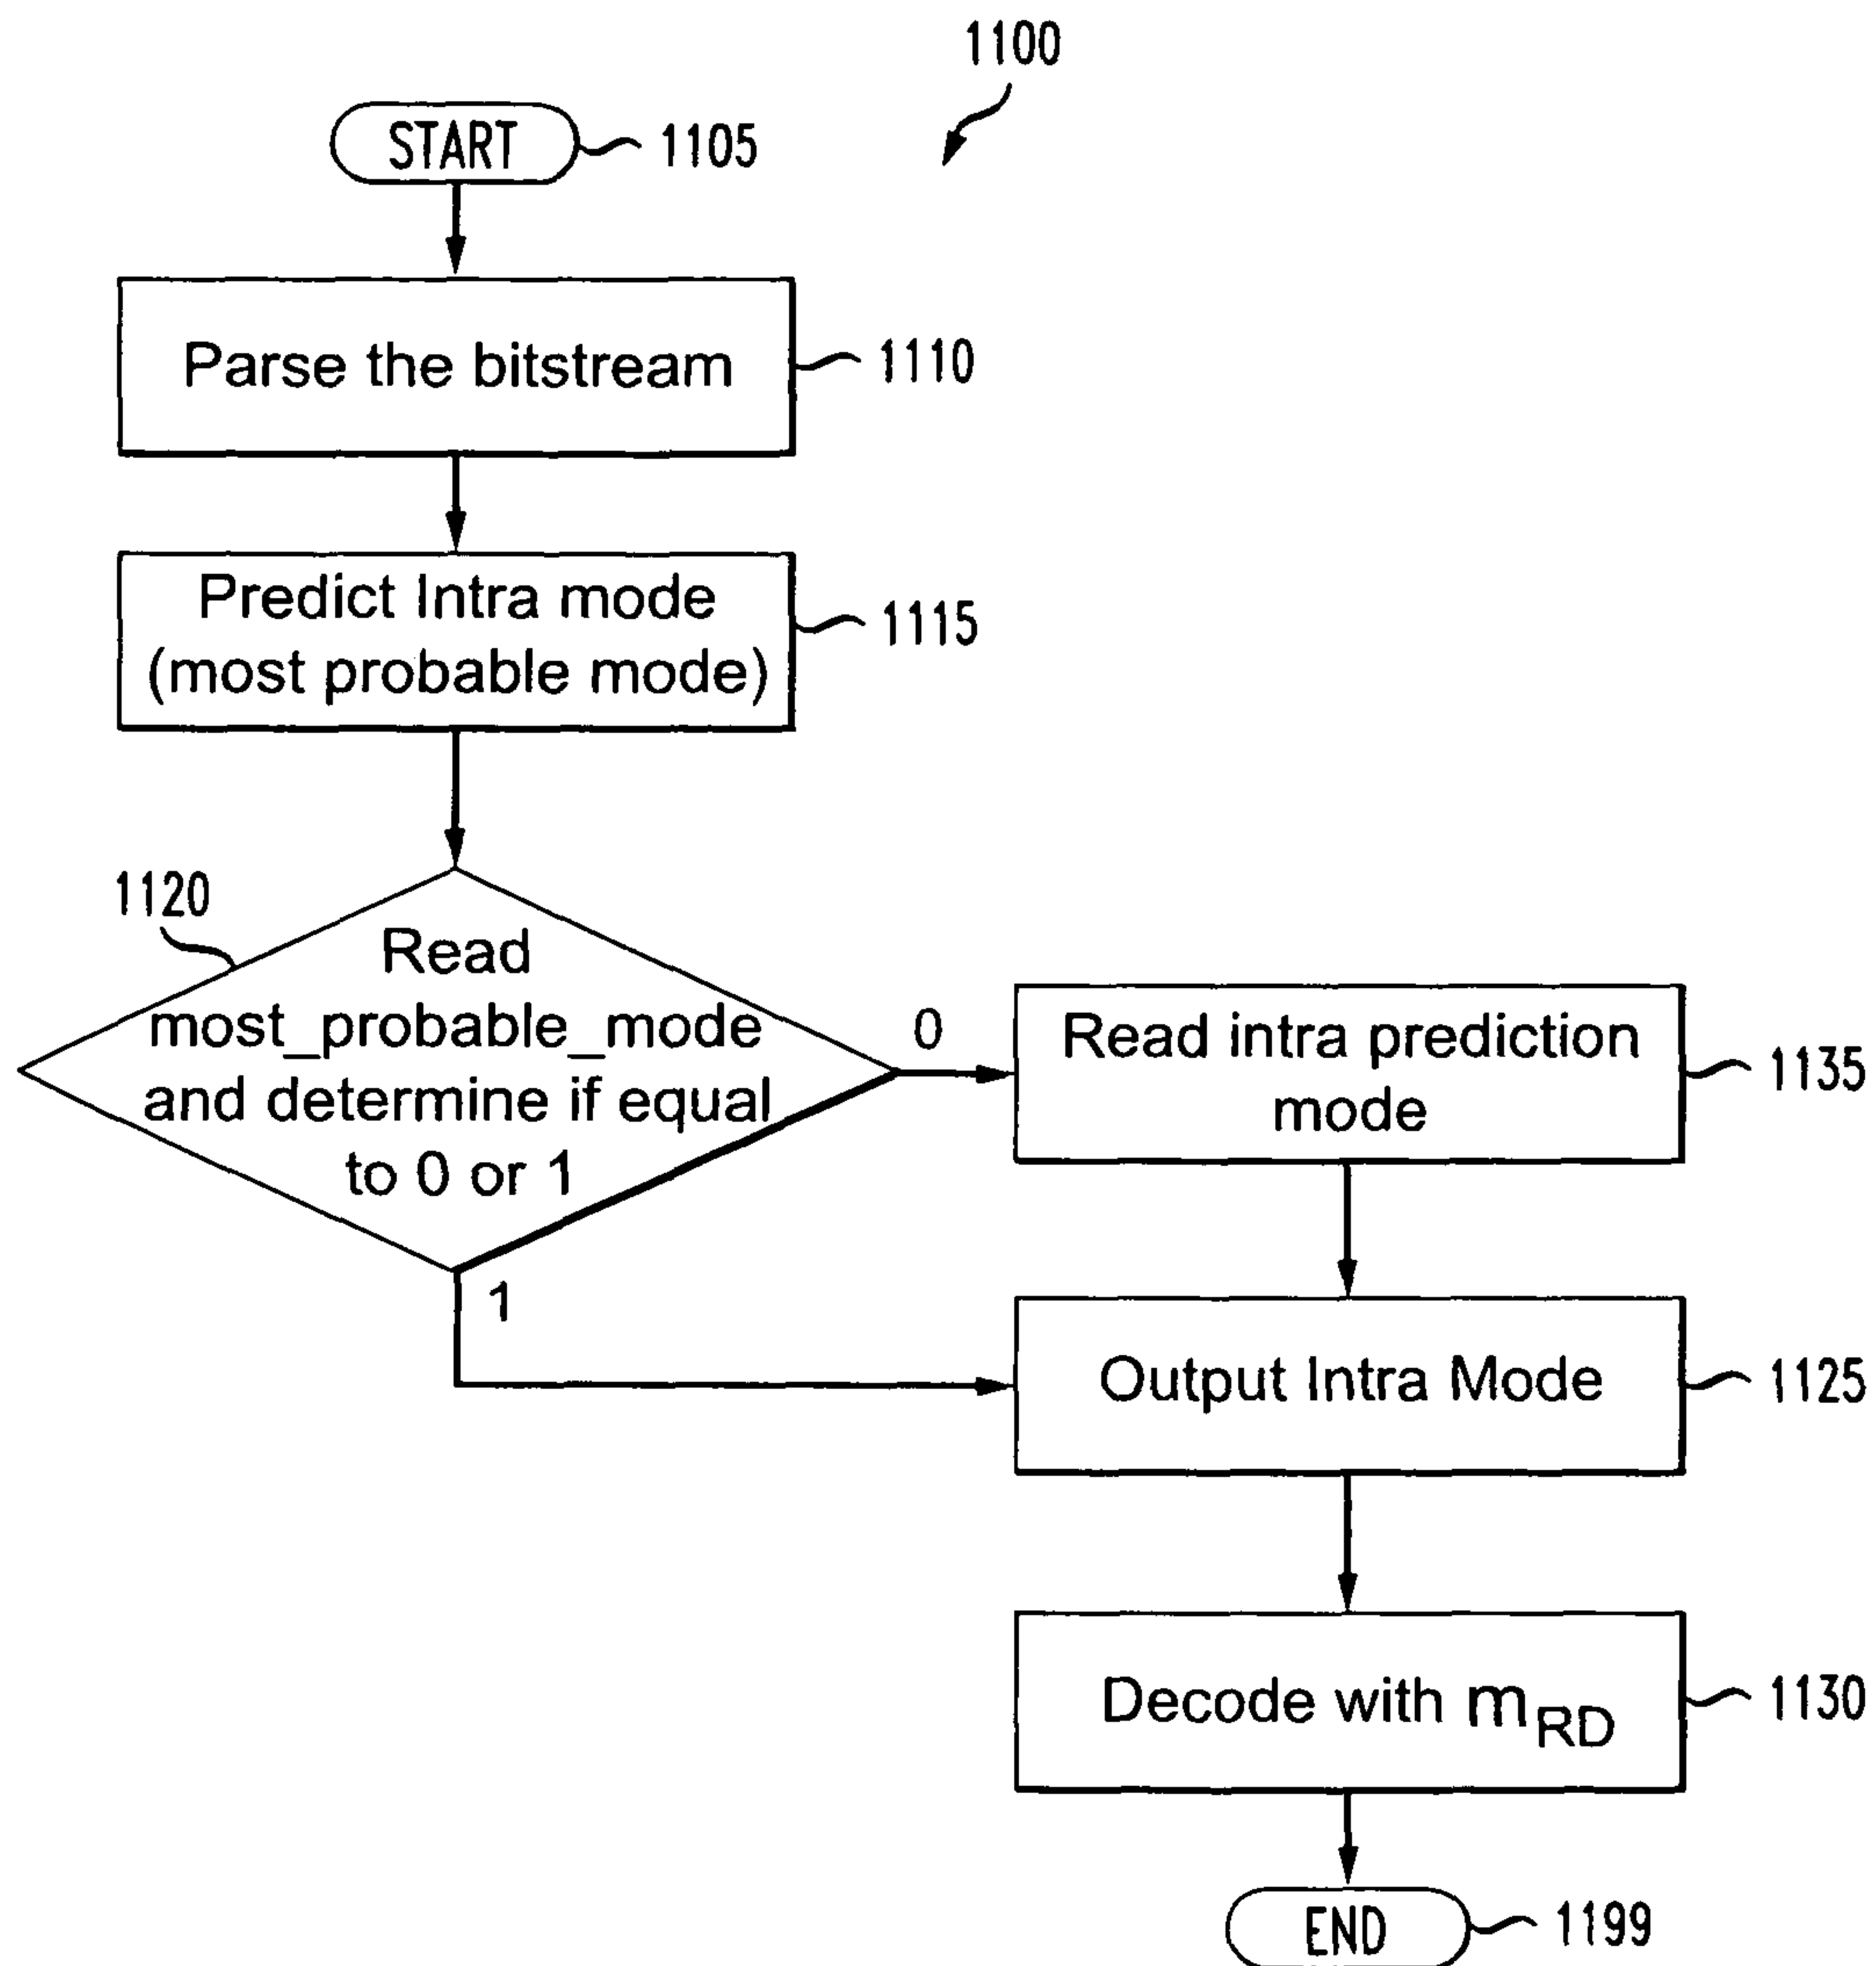 1100
START
1105
Parse the bitstream
1110
Predict Intra mode
(most probable mode)
1115
1120
Read
most_probable_mode
and determine if equal
to 0 or 1
0
1
Read intra prediction
mode
1135
Output Intra Mode
1125
Decode with mRD
1130
END
1199